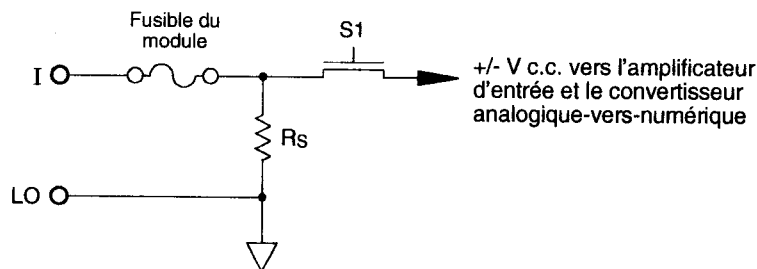 Fusible du
module
S1
I
+/- V c.c. vers l'amplificateur
d'entrée et le convertisseur
analogique-vers-numérique
Rs
LO